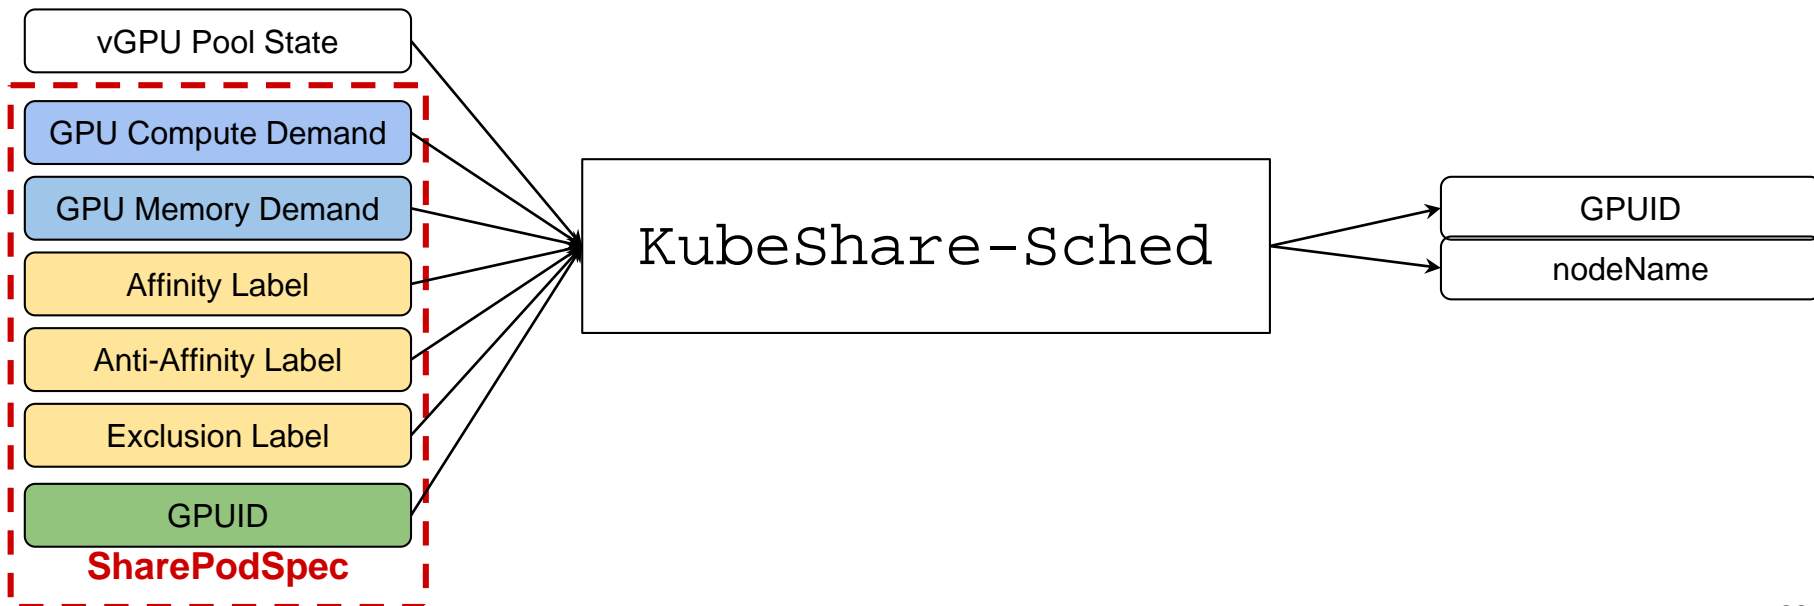 vGPU Pool State
GPU Compute Demand
GPU Memory Demand
Affinity Label
Anti-Affinity Label
Exclusion Label
GPUID
SharePodSpec
KubeShare-Sched
GPUID
nodeName